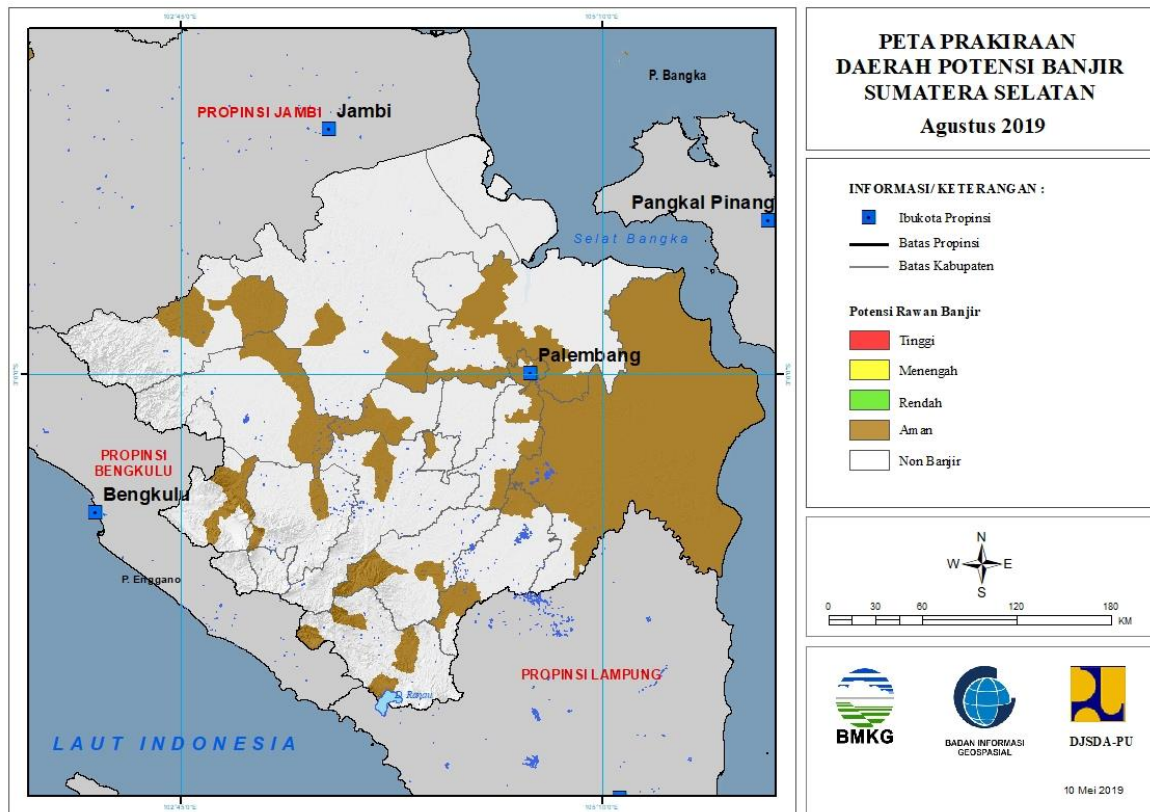 P. Bangka
PROPINSI JAMBI
Jambi
Pangkal Pinang
Selat Bangka
Palembang
PROPINSI
BENGKULU
Bengkulu
P. Enggano
PROPINSI LAMPUNG
D. Ranau
LAUT INDONESIA
PETA PRAKIRAAN
DAERAH POTENSI BANJIR
SUMATERA SELATAN
Agustus 2019
INFORMASI/ KETERANGAN :
Ibukota Propinsi
Batas Propinsi
Batas Kabupaten
Potensi Rawan Banjir
Tinggi
Menengah
Rendah
Aman
Non Banjir
N
W E
S
0 30 60 120 180
KM
BMKG
BADAN INFORMASI
GEOSPASIAL
DJSDA-PU
10 Mei 2019